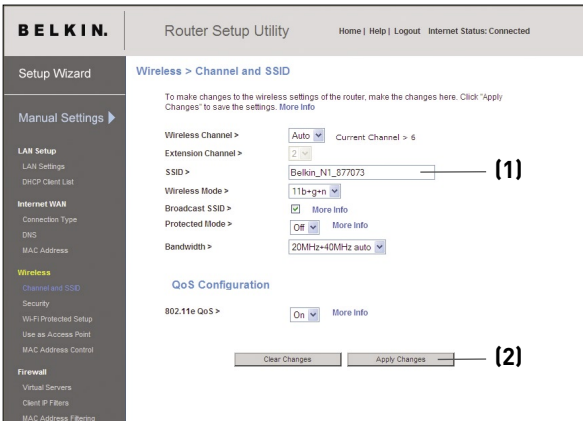 BELKIN.
Router Setup Utility
Home | Help | Logout Internet Status: Connected
Setup Wizard
Manual Settings
LAN Setup
LAN Settings
DHCP Client List
Internet WAN
Connection Type
DNS
MAC Address
Wireless
Channel and SSID
Security
Wi-Fi Protected Setup
Use as Access Point
MAC Address Control
Firewall
Virtual Servers
Client IP Filters
MAC Address Filtering
Wireless > Channel and SSID
To make changes to the wireless settings of the router, make the changes here. Click "Apply
Changes" to save the settings. More Info
Wireless Channel > Auto Current Channel > 6
Extension Channel > 2
SSID > Belkin_N1_877073 (1)
Wireless Mode > 11b+g+n
Broadcast SSID > More Info
Protected Mode > Off More Info
Bandwidth > 20MHz+40MHz auto
QoS Configuration
802.11e QoS > On More Info
Clear Changes Apply Changes (2)